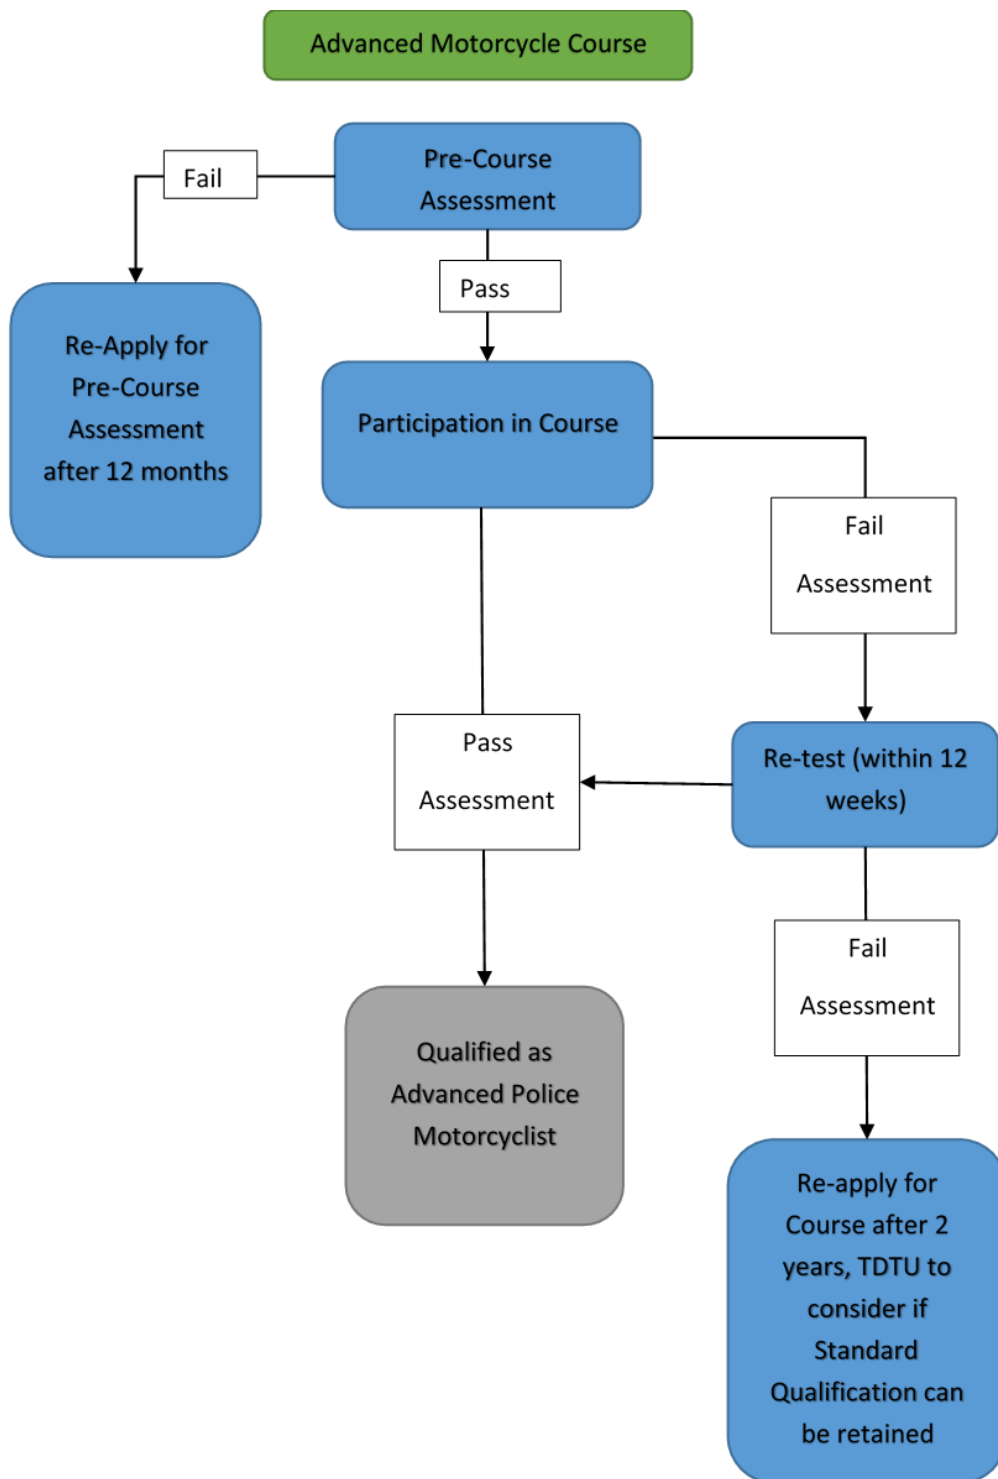 Advanced Motorcycle Course
Pre-Course
Assessment
Fail
Pass
Re-Apply for
Pre-Course
Assessment
after 12 months
Participation in Course
Fail
Assessment
Pass
Assessment
Re-test (within 12
weeks)
Fail
Assessment
Qualified as
Advanced Police
Motorcyclist
Re-apply for
Course after 2
years, TDTU to
consider if
Standard
Qualification can
be retained